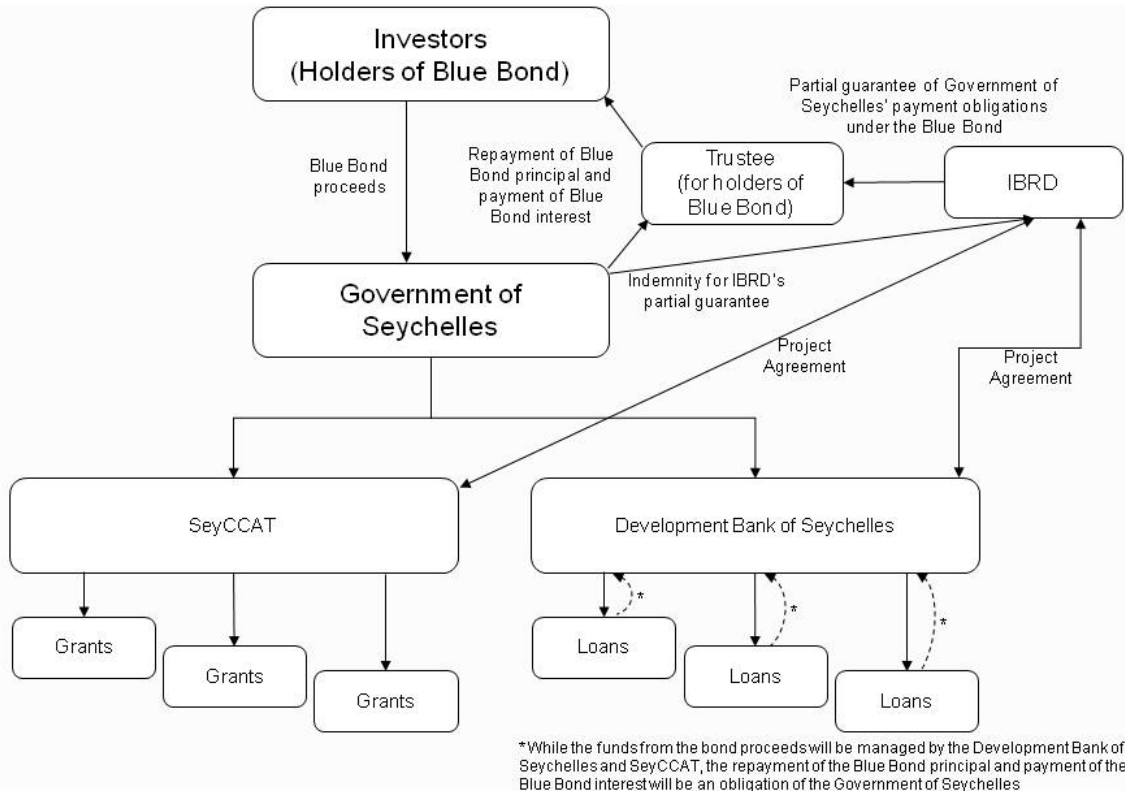 Investors
(Holders of Blue Bond)
Partial guarantee of Government of
Seychelles' payment obligations
under the Blue Bond
Blue Bond
proceeds
Repayment of Blue
Bond principal and
payment of Blue
Bond interest
Trustee
(for holders of
Blue Bond)
IBRD
Government of
Seychelles
Indemnity for IBRD's
partial guarantee
Project
Agreement
Project
Agreement
SeyCCAT
Development Bank of Seychelles
*
*
*
Grants
Grants
Grants
Loans
Loans
Loans
*While the funds from the bond proceeds will be managed by the Development Bank of
Seychelles and SeyCCAT, the repayment of the Blue Bond principal and payment of the
Blue Bond interest will be an obligation of the Government of Seychelles